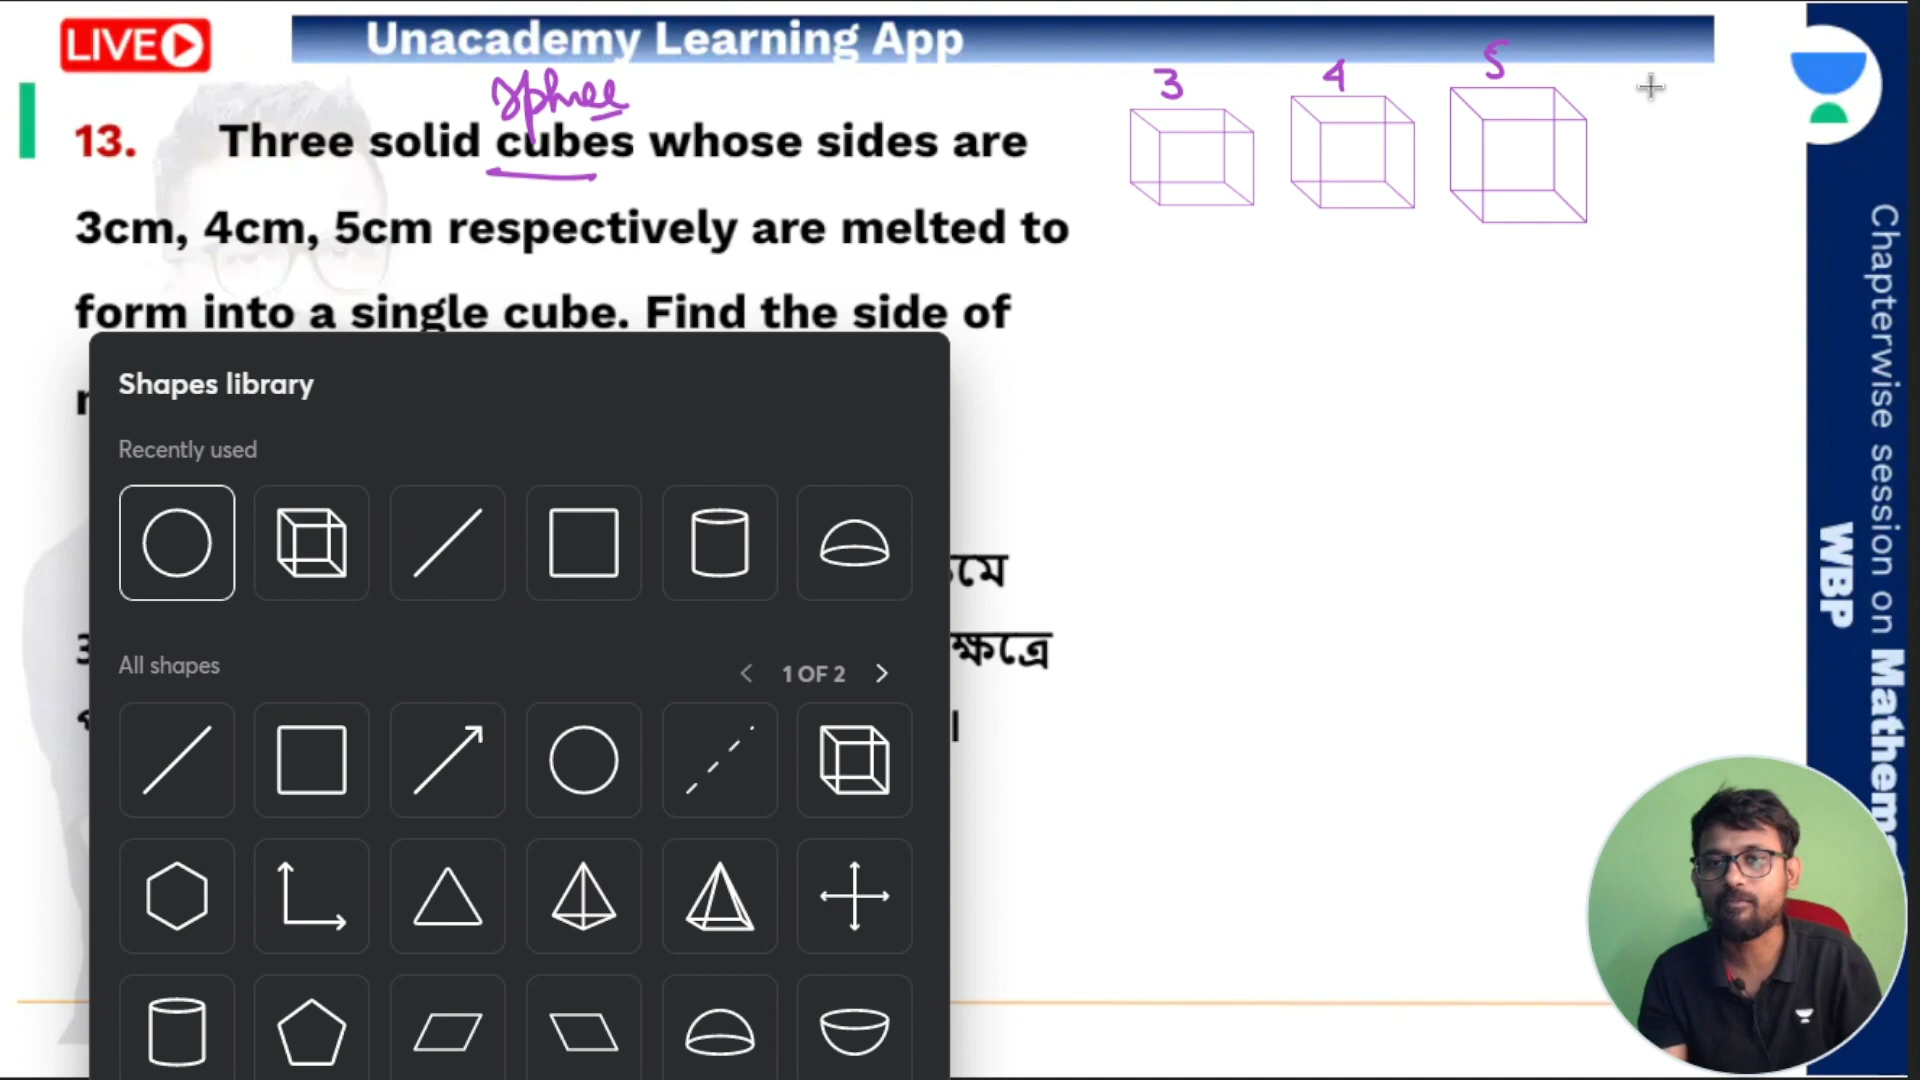 LIVE
Unacademy Learning App
sphree
3
4
5
13. Three solid cubes whose sides are
3cm, 4cm, 5cm respectively are melted to
form into a single cube. Find the side of
Shapes library
Recently used
All shapes
1 OF 2
ক্ষেত্রে
Chapterwise session on Mathema
WBP